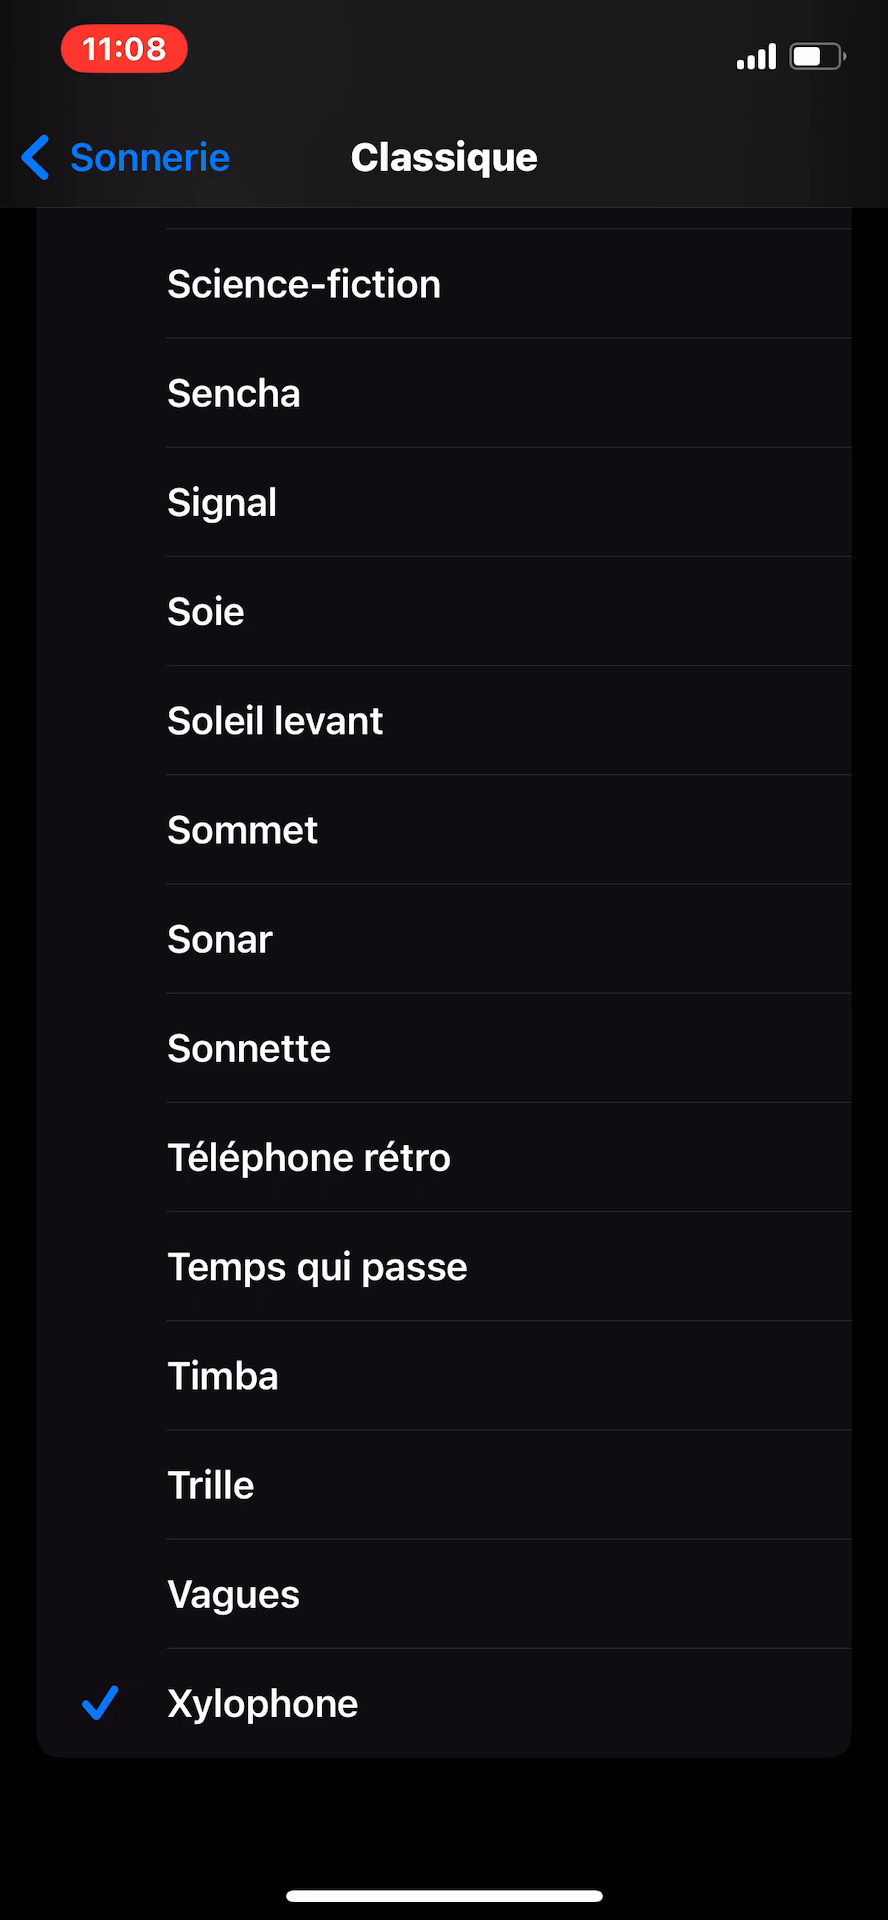 11:08
Sonnerie
Classique
Science-fiction
Sencha
Signal
Soie
Soleil levant
Sommet
Sonar
Sonnette
Téléphone rétro
Temps qui passe
Timba
Trille
Vagues
Xylophone